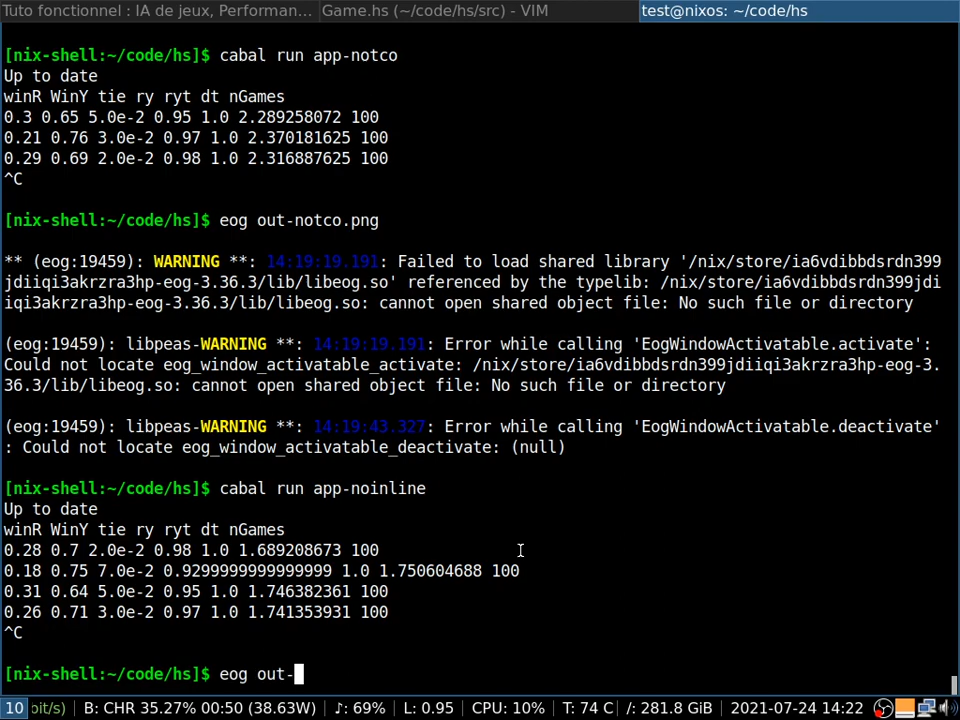 Tuto fonctionnel : IA de jeux, Performan... Game.hs (~/code/hs/src) - VIM test@nixos: ~/code/hs
[nix-shell:~/code/hs]$ cabal run app-notco
Up to date
winR WinY tie ry ryt dt nGames
0.3 0.65 5.0e-2 0.95 1.0 2.289258072 100
0.21 0.76 3.0e-2 0.97 1.0 2.370181625 100
0.29 0.69 2.0e-2 0.98 1.0 2.316887625 100
^C
[nix-shell:~/code/hs]$ eog out-notco.png
** (eog:19459): WARNING **: 14:19:19.191: Failed to load shared library '/nix/store/ia6vdibbdsrdn399
jdiiqi3akrzra3hp-eog-3.36.3/lib/libeog.so' referenced by the typelib: /nix/store/ia6vdibbdsrdn399jdi
iqi3akrzra3hp-eog-3.36.3/lib/libeog.so: cannot open shared object file: No such file or directory
(eog:19459): libpeas-WARNING **: 14:19:19.191: Error while calling 'EogWindowActivatable.activate':
Could not locate eog_window_activatable_activate: /nix/store/ia6vdibbdsrdn399jdiiqi3akrzra3hp-eog-3.
36.3/lib/libeog.so: cannot open shared object file: No such file or directory
(eog:19459): libpeas-WARNING **: 14:19:43.327: Error while calling 'EogWindowActivatable.deactivate'
: Could not locate eog_window_activatable_deactivate: (null)
[nix-shell:~/code/hs]$ cabal run app-noinline
Up to date
winR WinY tie ry ryt dt nGames
0.28 0.7 2.0e-2 0.98 1.0 1.689208673 100
0.18 0.75 7.0e-2 0.9299999999999999 1.0 1.750604688 100
0.31 0.64 5.0e-2 0.95 1.0 1.746382361 100
0.26 0.71 3.0e-2 0.97 1.0 1.741353931 100
^C
[nix-shell:~/code/hs]$ eog out-
10 bit/s) B: CHR 35.27% 00:50 (38.63W) ♪: 69% L: 0.95 CPU: 10% T: 74 C /: 281.8 GiB 2021-07-24 14:22